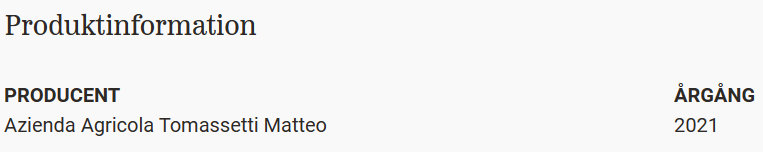 Produktinformation
PRODUCENT
Azienda Agricola Tomassetti Matteo
ÅRGÅNG
2021